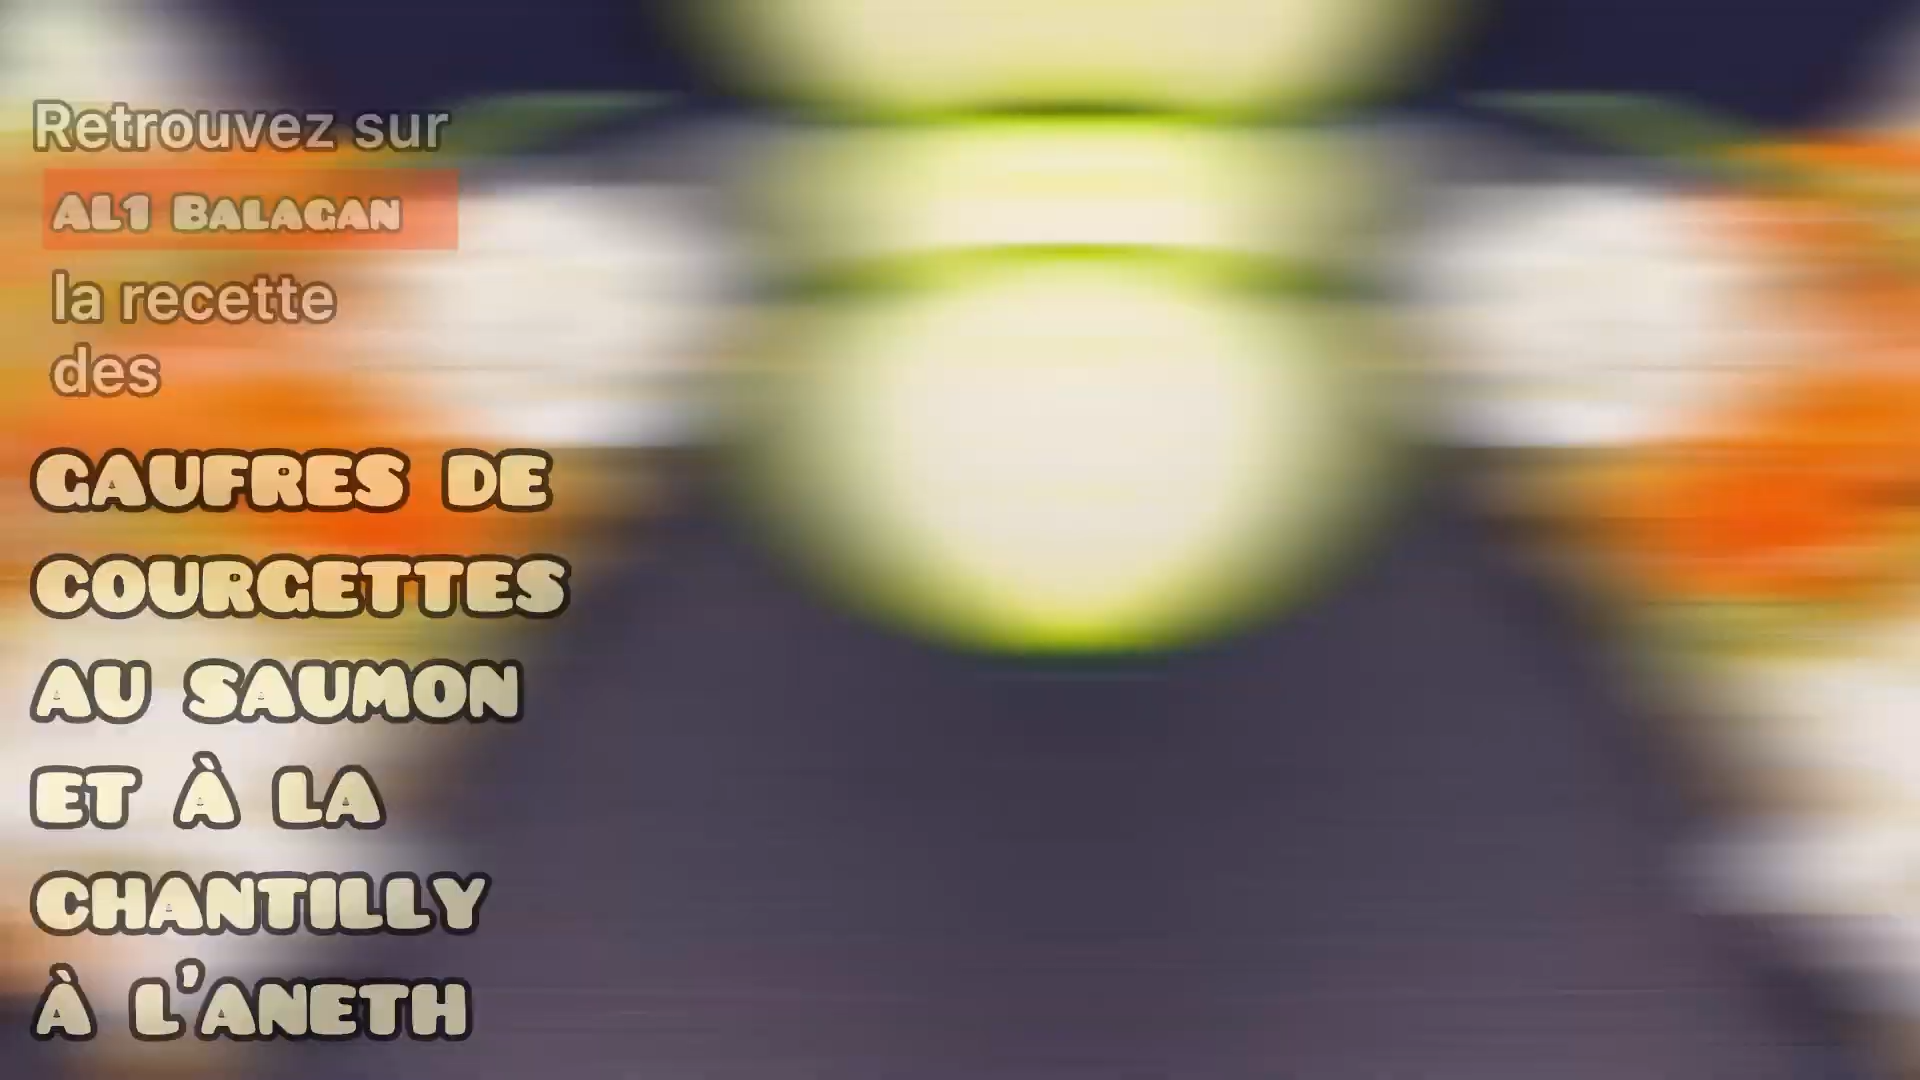 Retrouvez sur
AL1 BALAGAN
la recette
des
GAUFRES DE
COURGETTES
AU SAUMON
ET À LA
CHANTILLY
À L'ANETH